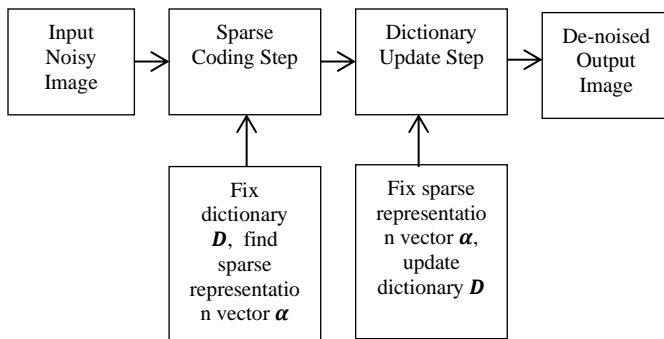 Input
Noisy
Image
Sparse
Coding Step
Dictionary
Update Step
De-noised
Output
Image
Fix
dictionary
D, find
sparse
representatio
n vector α
Fix sparse
representatio
n vector α,
update
dictionary D